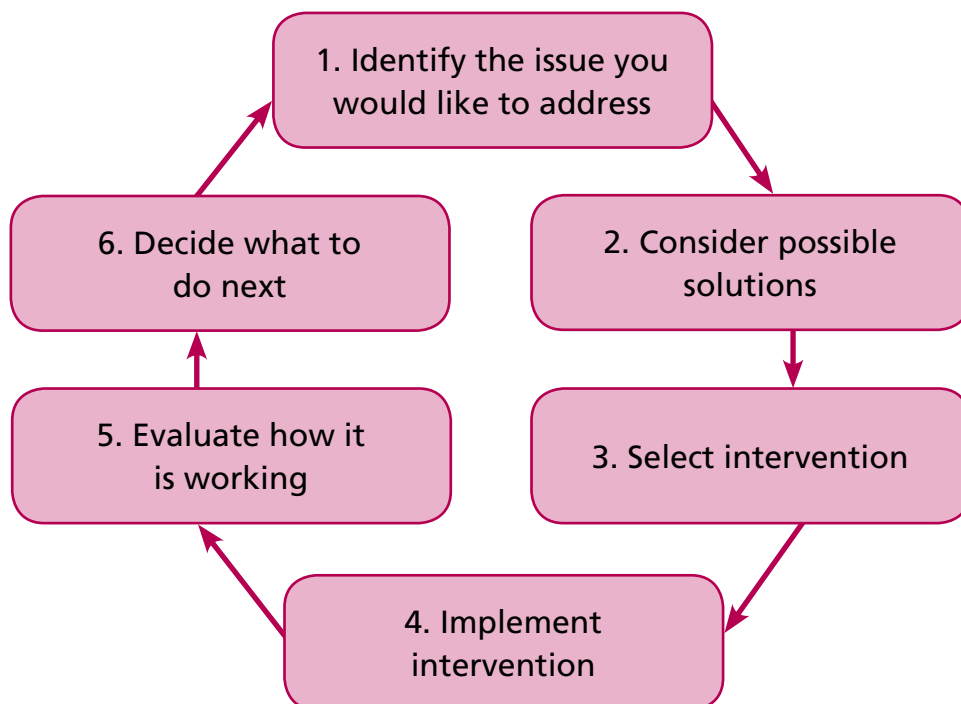 1. Identify the issue you
would like to address
2. Consider possible
solutions
3. Select intervention
4. Implement
intervention
5. Evaluate how it
is working
6. Decide what to
do next